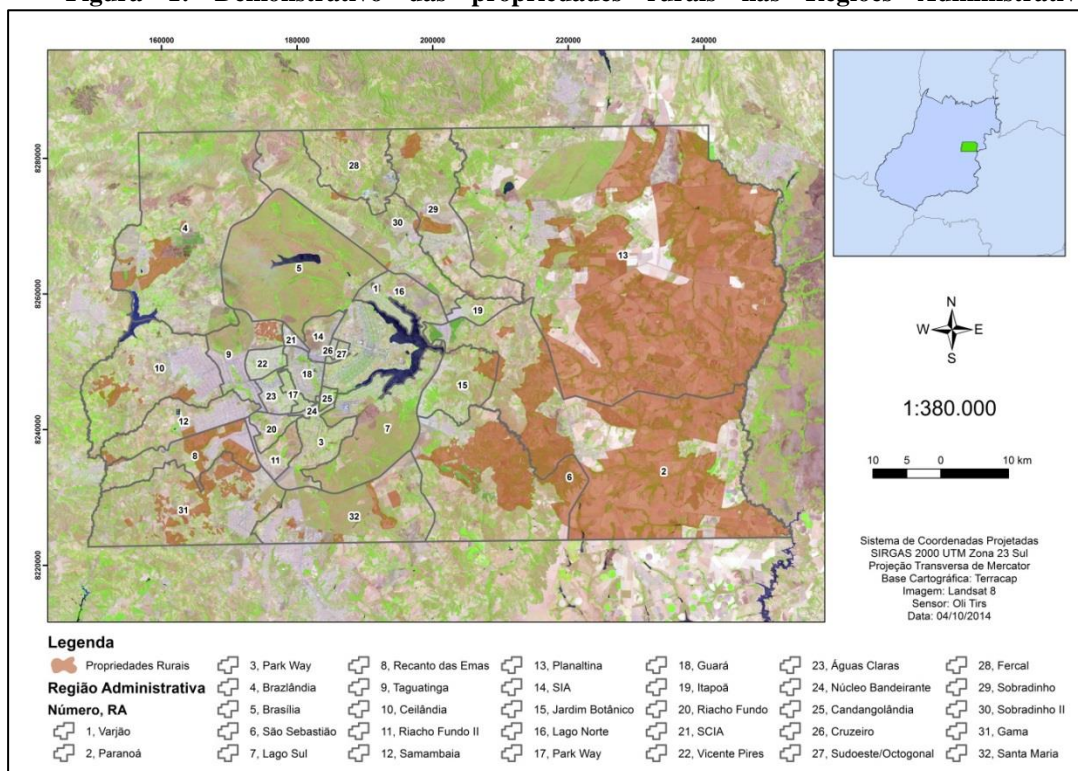 Figura 1: Demonstrativo das propriedades rurais nas Regiões Administrativ
160000 180000 200000 220000 240000
8280000
8260000
8240000
8220000
28
29
4
30
13
5
1
16
19
14
21
26
27
9
22
10
18
15
23
17
25
24
12
20
7
3
8
11
6
2
31
32
N
W E
S
1:380.000
10 5 0 10 km
Sistema de Coordenadas Projetadas
SIRGAS 2000 UTM Zona 23 Sul
Projeção Transversa de Mercator
Base Cartográfica: Terracap
Imagem: Landsat 8
Sensor: Oli Tirs
Data: 04/10/2014
Legenda
Propriedades Rurais
Região Administrativa
Número, RA
1, Varjão
2, Paranoá
3, Park Way
4, Brazlândia
5, Brasília
6, São Sebastião
7, Lago Sul
8, Recanto das Emas
9, Taguatinga
10, Ceilândia
11, Riacho Fundo II
12, Samambaia
13, Planaltina
14, SIA
15, Jardim Botânico
16, Lago Norte
17, Park Way
18, Guará
19, Itapoã
20, Riacho Fundo
21, SCIA
22, Vicente Pires
23, Águas Claras
24, Núcleo Bandeirante
25, Candangolândia
26, Cruzeiro
27, Sudoeste/Octogonal
28, Fercal
29, Sobradinho
30, Sobradinho II
31, Gama
32, Santa Maria